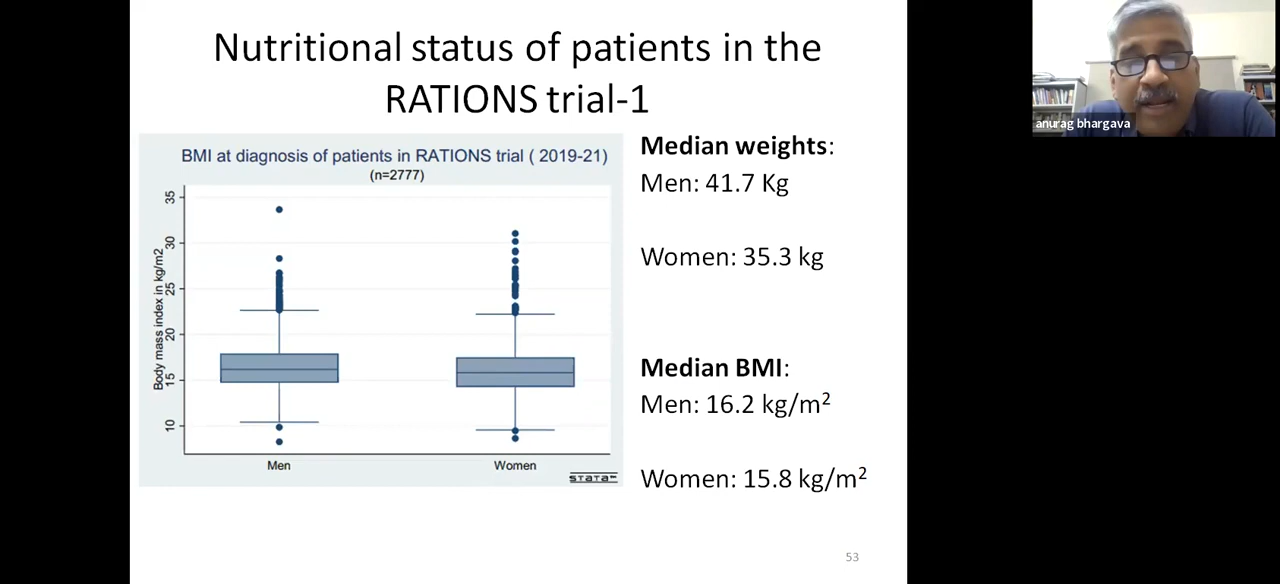 Nutritional status of patients in the
RATIONS trial-1
BMI at diagnosis of patients in RATIONS trial ( 2019-21)
(n=2777)
Body mass index in kg/m2
35
30
25
20
15
10
Men
Women
STATA
Median weights:
Men: 41.7 Kg
Women: 35.3 kg
Median BMI:
Men: 16.2 kg/m²
Women: 15.8 kg/m²
53
anurag bhargava